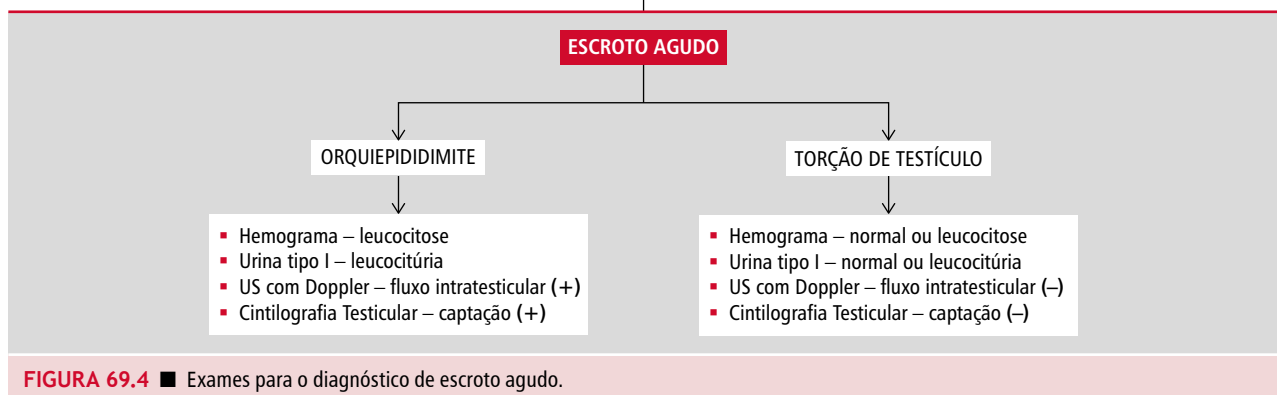 ESCROTO AGUDO
ORQUIEPIDIDIMITE
▪ Hemograma – leucocitose
▪ Urina tipo I – leucocitúria
▪ US com Doppler – fluxo intratesticular (+)
▪ Cintilografia Testicular – captação (+)
TORÇÃO DE TESTÍCULO
▪ Hemograma – normal ou leucocitose
▪ Urina tipo I – normal ou leucocitúria
▪ US com Doppler – fluxo intratesticular (–)
▪ Cintilografia Testicular – captação (–)
FIGURA 69.4 ■ Exames para o diagnóstico de escroto agudo.